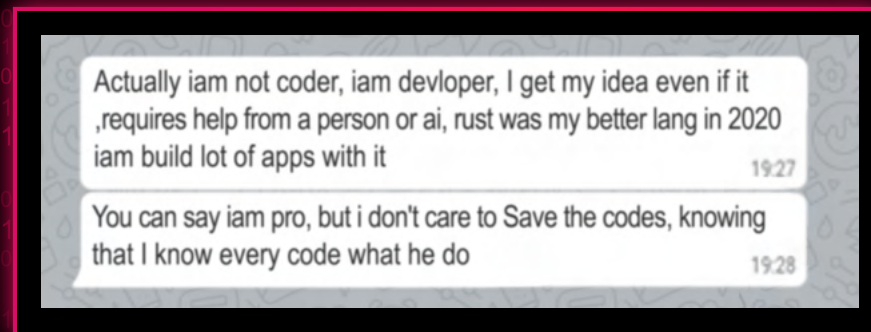 Actually iam not coder, iam devloper, I get my idea even if it
,requires help from a person or ai, rust was my better lang in 2020
iam build lot of apps with it
19:27
You can say iam pro, but i don't care to Save the codes, knowing
that I know every code what he do
19:28